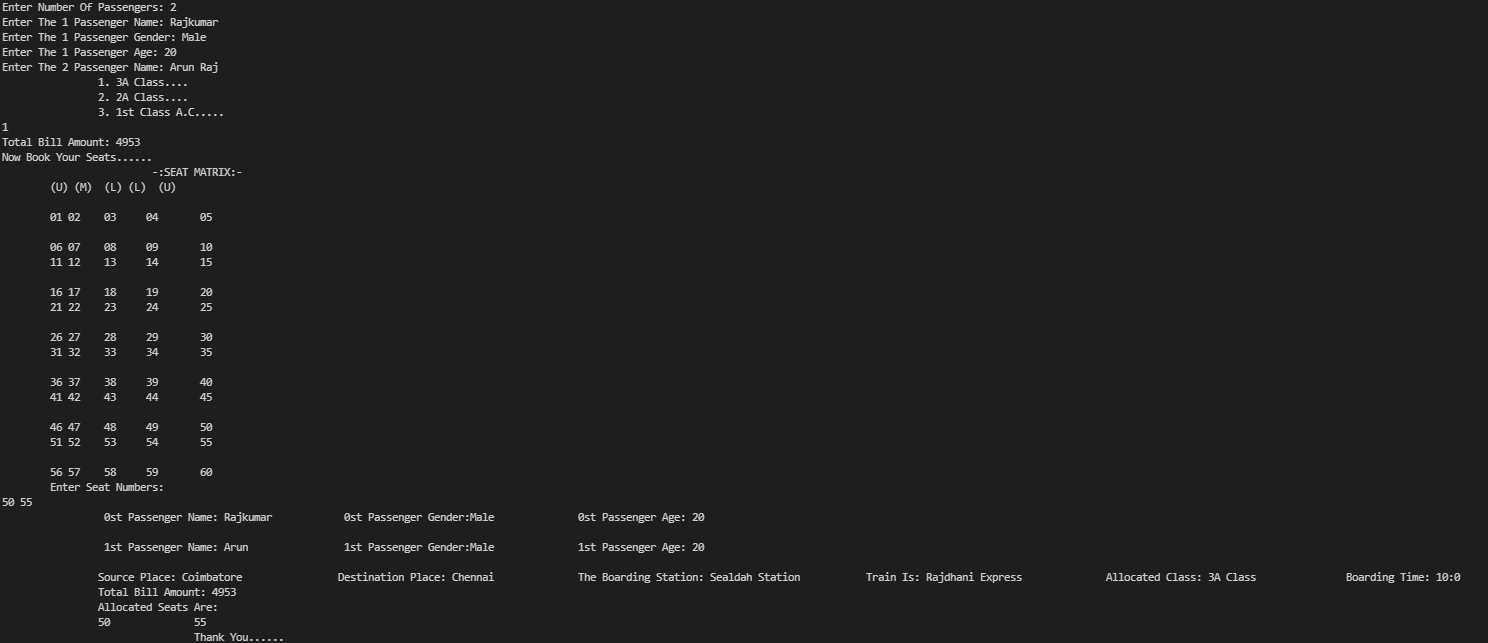 Enter Number Of Passengers: 2
Enter The 1 Passenger Name: Rajkumar
Enter The 1 Passenger Gender: Male
Enter The 1 Passenger Age: 20
Enter The 2 Passenger Name: Arun Raj
1. 3A Class....
2. 2A Class....
3. 1st Class A.C.....
1
Total Bill Amount: 4953
Now Book Your Seats......
-:SEAT MATRIX:-
(U) (M) (L) (L) (U)
01 02 03 04 05
06 07 08 09 10
11 12 13 14 15
16 17 18 19 20
21 22 23 24 25
26 27 28 29 30
31 32 33 34 35
36 37 38 39 40
41 42 43 44 45
46 47 48 49 50
51 52 53 54 55
56 57 58 59 60
Enter Seat Numbers:
50 55
0st Passenger Name: Rajkumar 0st Passenger Gender:Male 0st Passenger Age: 20
1st Passenger Name: Arun 1st Passenger Gender:Male 1st Passenger Age: 20
Source Place: Coimbatore Destination Place: Chennai The Boarding Station: Sealdah Station Train Is: Rajdhani Express Allocated Class: 3A Class Boarding Time: 10:0
Total Bill Amount: 4953
Allocated Seats Are:
50 55
Thank You......